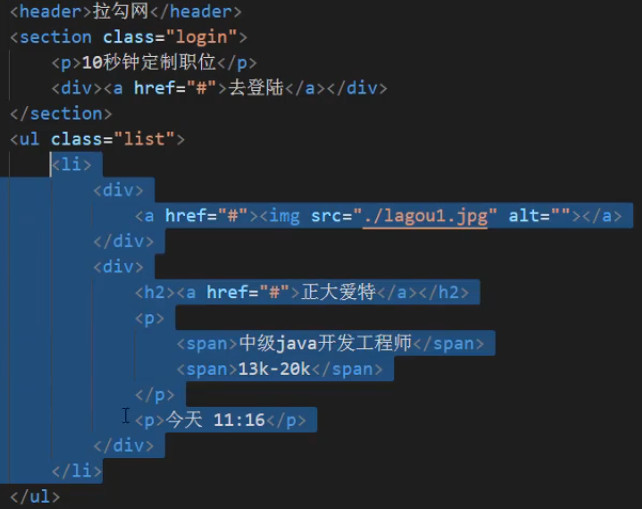 <header>拉勾网</header>
<section class="login">
<p>10秒钟定制职位</p>
<div><a href="#">去登陆</a></div>
</section>
<ul class="list">
<li>
<div>
<a href="#"><img src="./lagou1.jpg" alt=""></a>
</div>
<div>
<h2><a href="#">正大爱特</a></h2>
<p>
<span>中级java开发工程师</span>
<span>13k-20k</span>
</p>
<p>今天 11:16</p>
</div>
</li>
</ul>